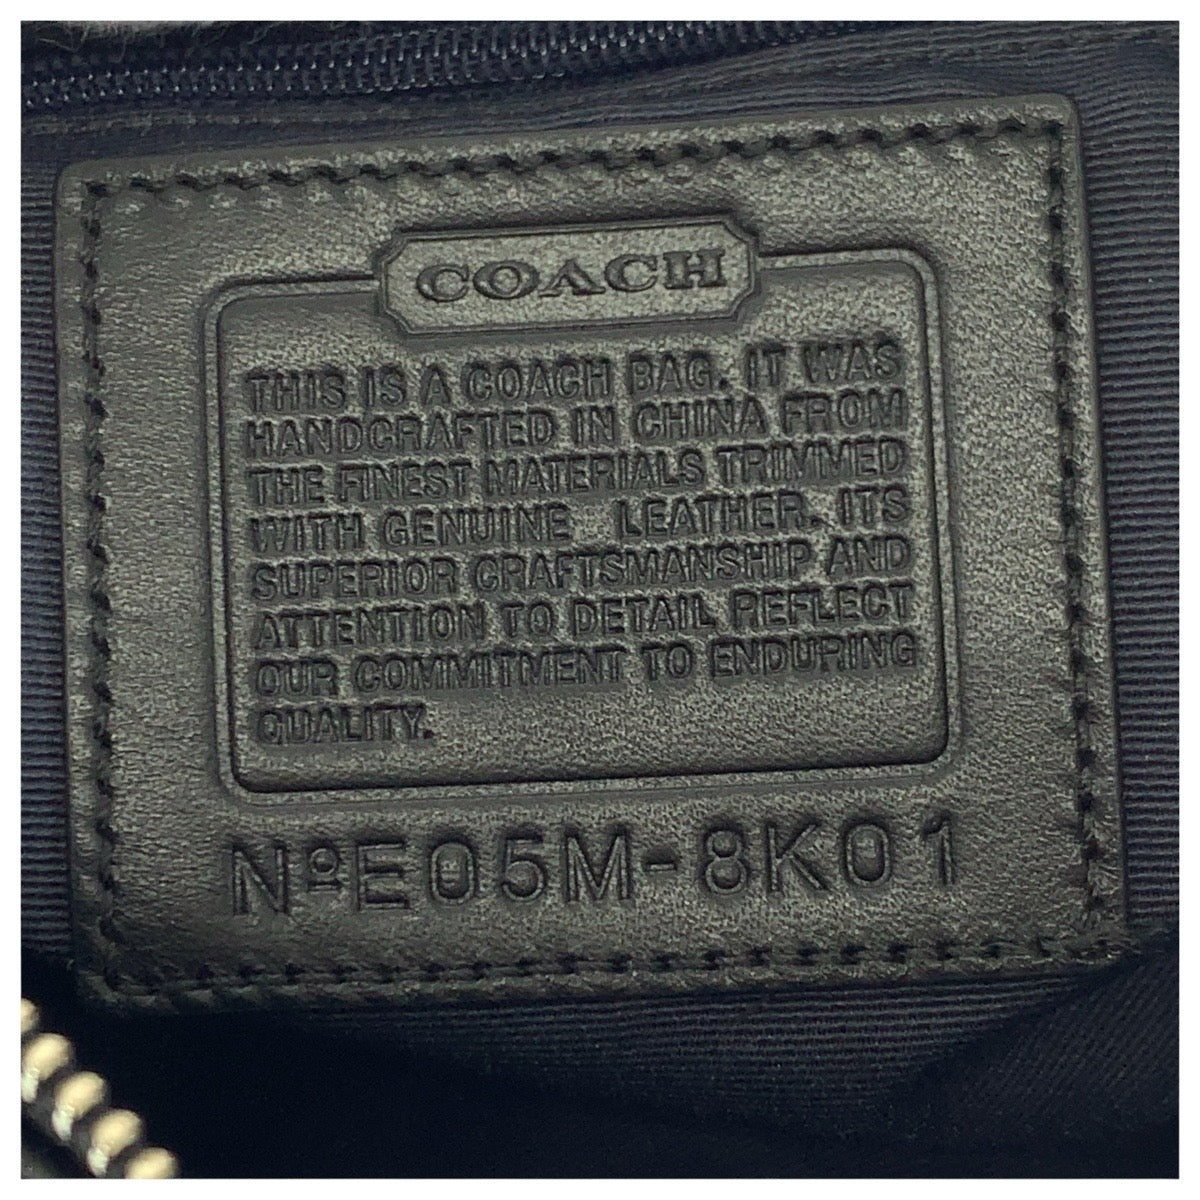 COACH
THIS IS A COACH BAG. IT WAS
HANDCRAFTED IN CHINA FROM
THE FINEST MATERIALS TRIMMED
WITH GENUINE LEATHER. ITS
SUPERIOR CRAFTSMANSHIP AND
ATTENTION TO DETAIL REFLECT
OUR COMMITMENT TO ENDURING
QUALITY.
NºE05M-8K01